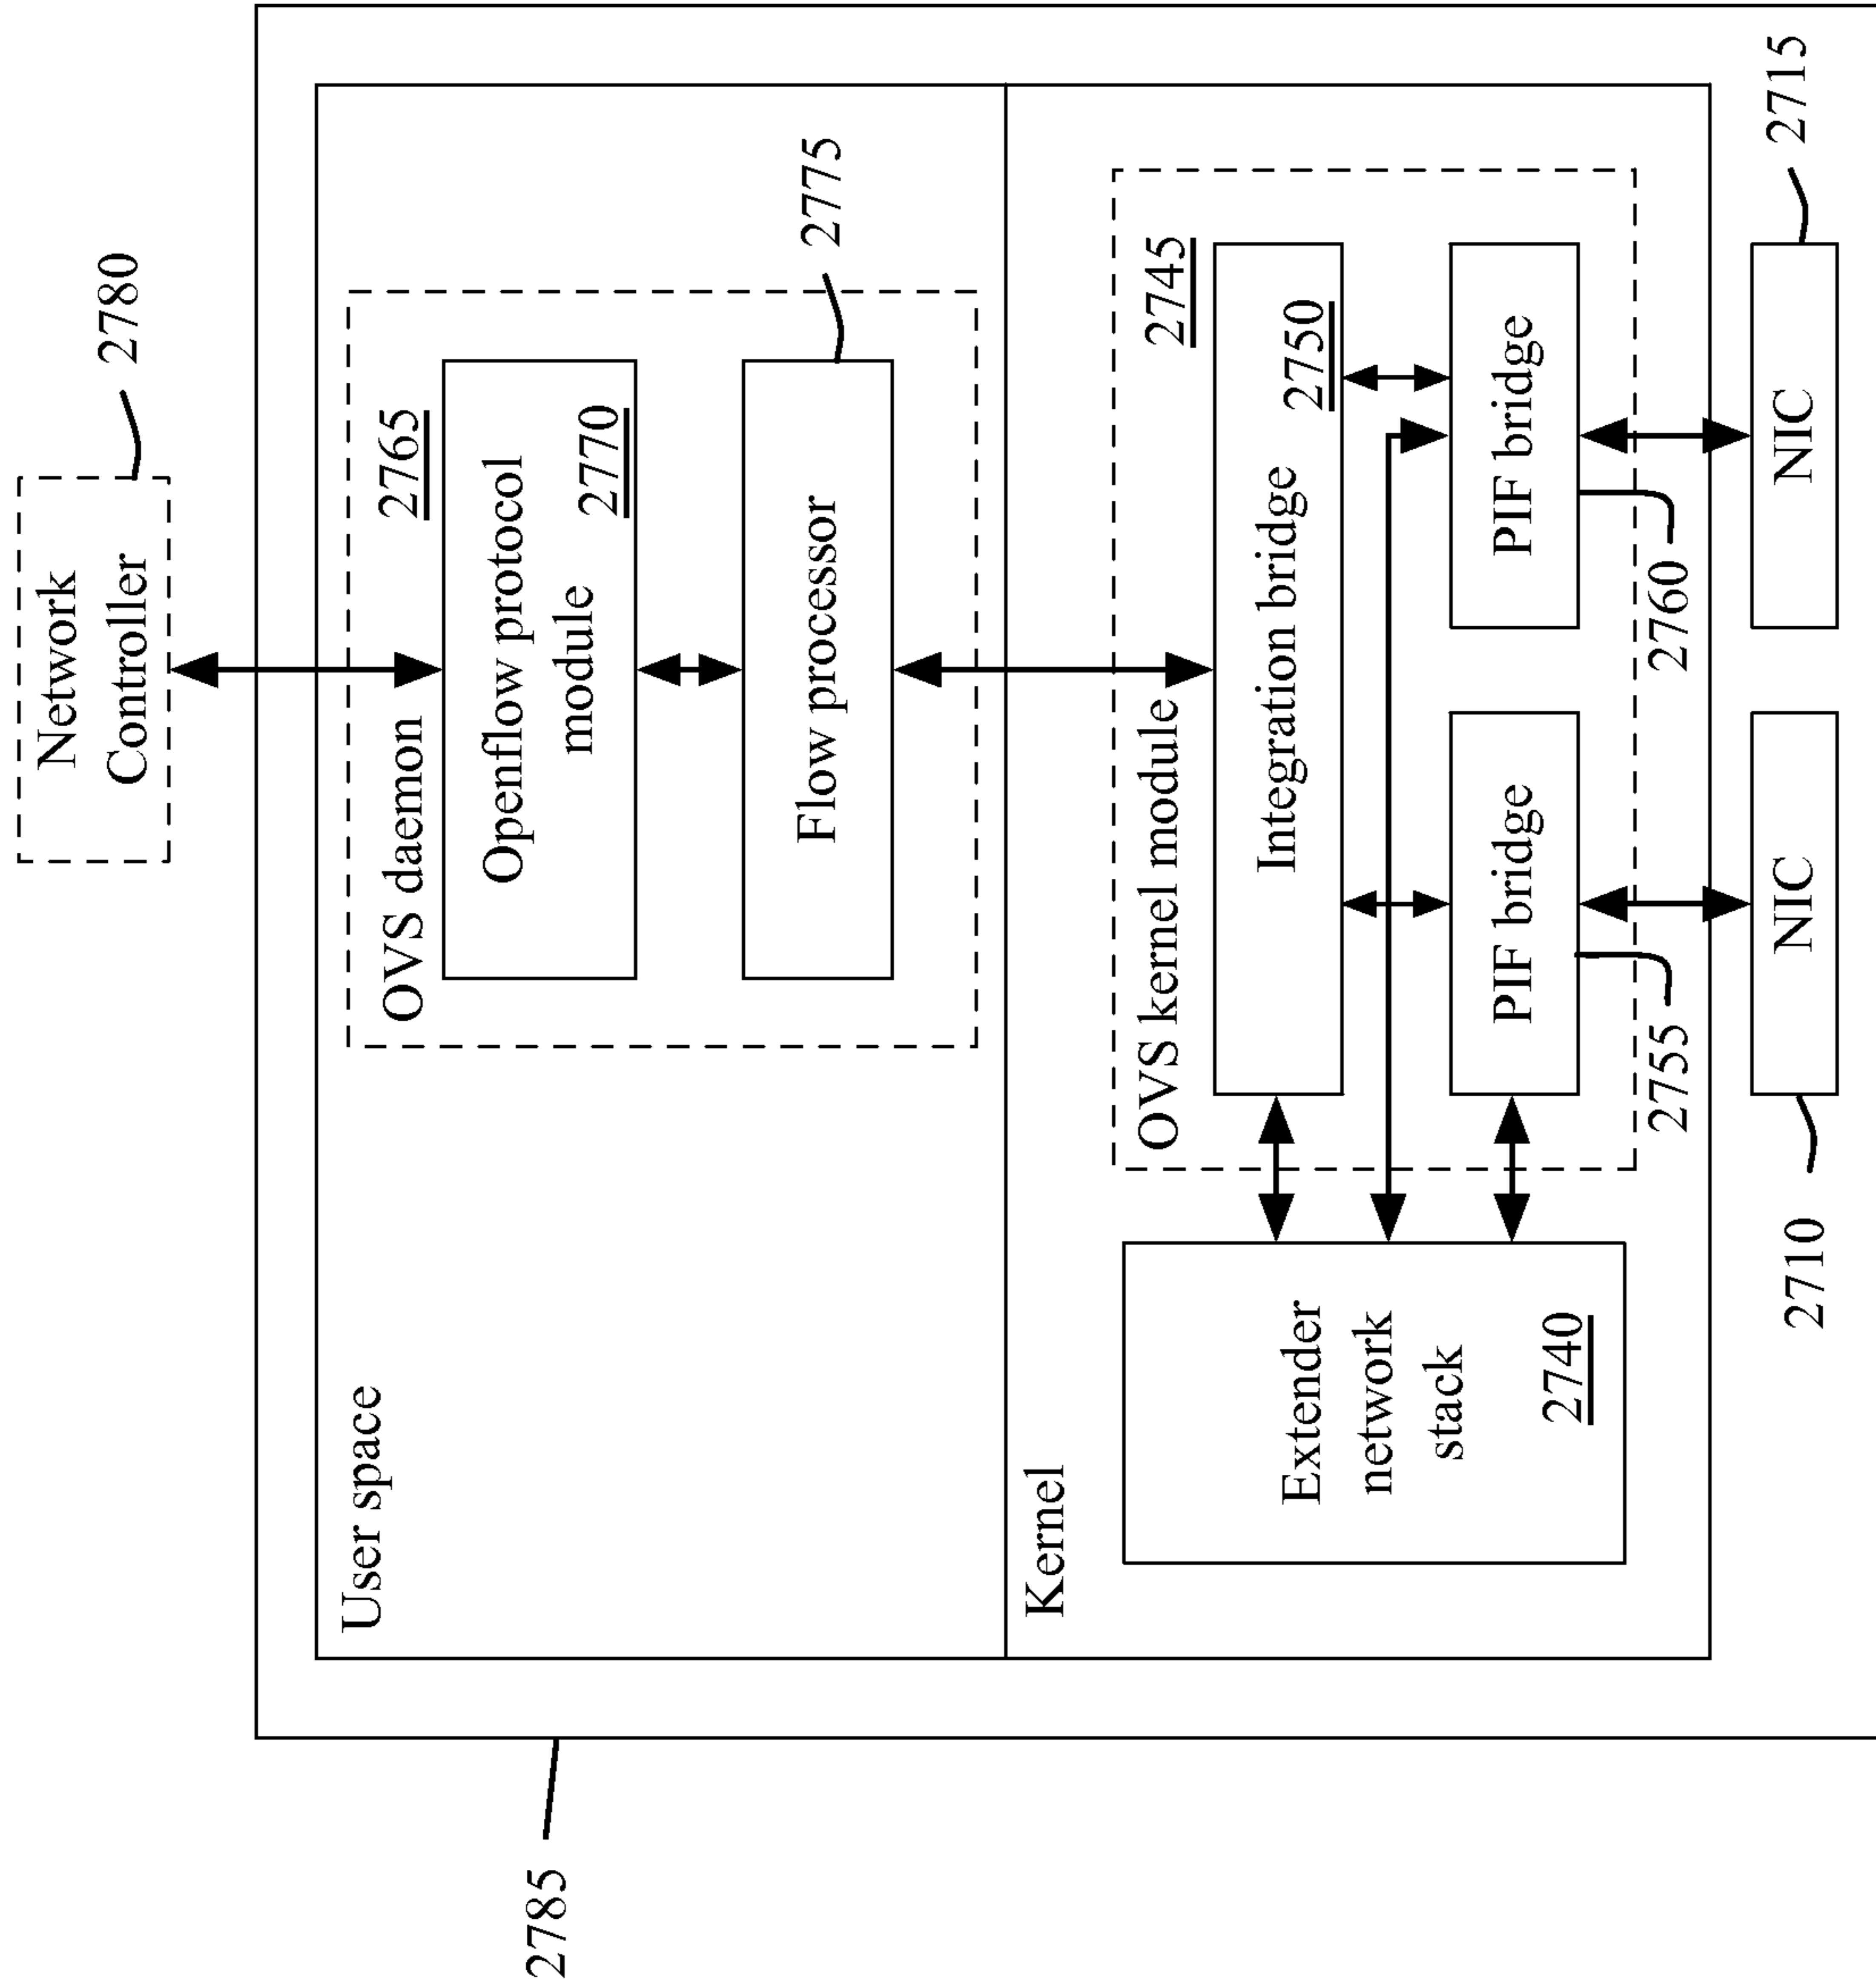 Network
Controller
2780
2785
User space
OVS daemon
2765
Openflow protocol
module
2770
Flow processor
2775
Kernel
OVS kernel module
2745
Integration bridge
2750
Extender
network
stack
2740
PIF bridge
PIF bridge
2755
2760
2710
NIC
NIC
2715